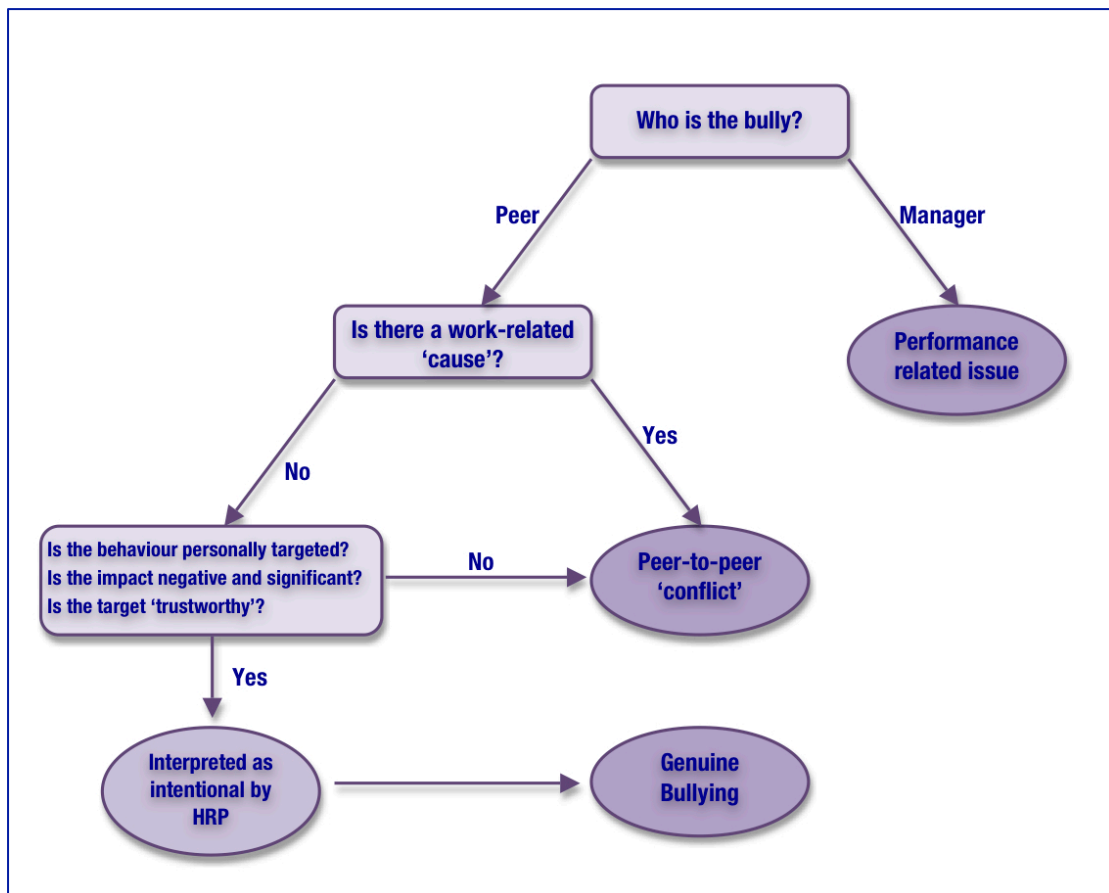 Who is the bully?
Peer
Manager
Is there a work-related
‘cause’?
Performance
related issue
Yes
No
Is the behaviour personally targeted?
Is the impact negative and significant?
Is the target ‘trustworthy’?
No
Peer-to-peer
‘conflict’
Yes
Interpreted as
intentional by
HRP
Genuine
Bullying